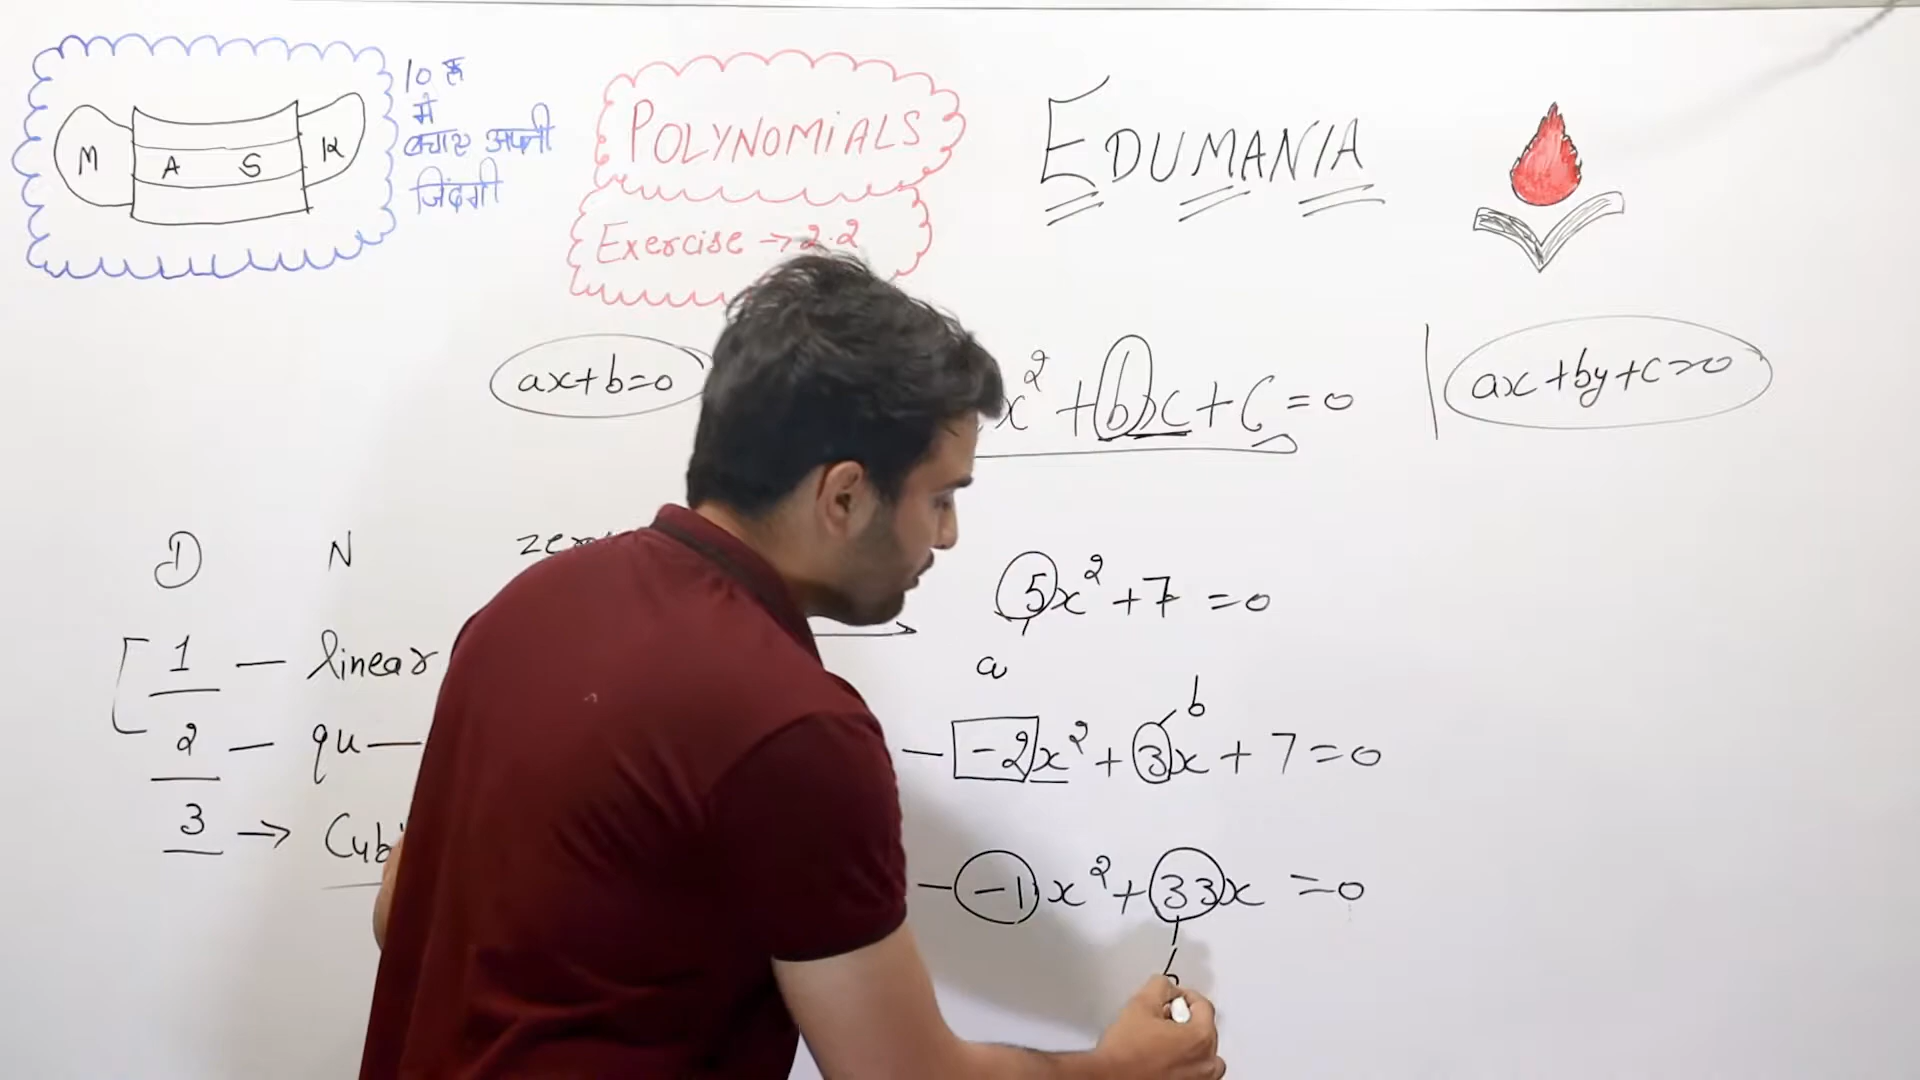 M A S K
10 रु
में
बचाए अपनी
जिंदगी
POLYNOMIALS
Exercise → 2.2
EDUMANIA
ax+b=0
x² + bx + c = 0
ax+by+c=0
D N
1 — linear
2 — qu—
3 →
5x² + 7 = 0
a
b
- -2x² + 3x + 7 = 0
- -1x² + 33x = 0